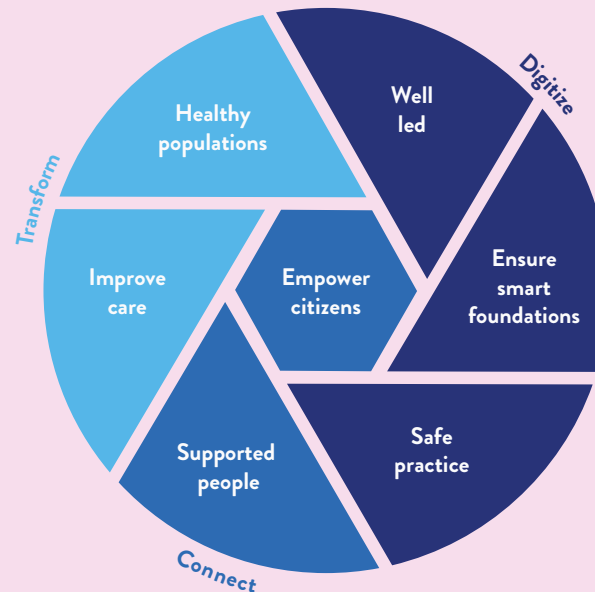 Well
led
Digitize
Healthy
populations
Transform
Ensure
smart
foundations
Improve
care
Empower
citizens
Safe
practice
Supported
people
Connect